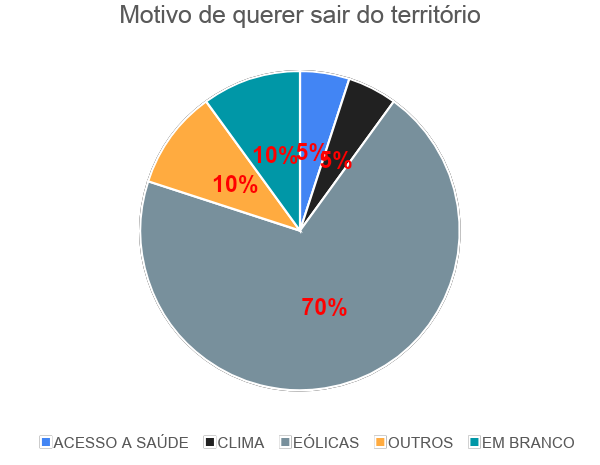 Motivo de querer sair do território
10%
5%
5%
10%
70%
ACESSO A SAÚDE CLIMA EÓLICAS OUTROS EM BRANCO